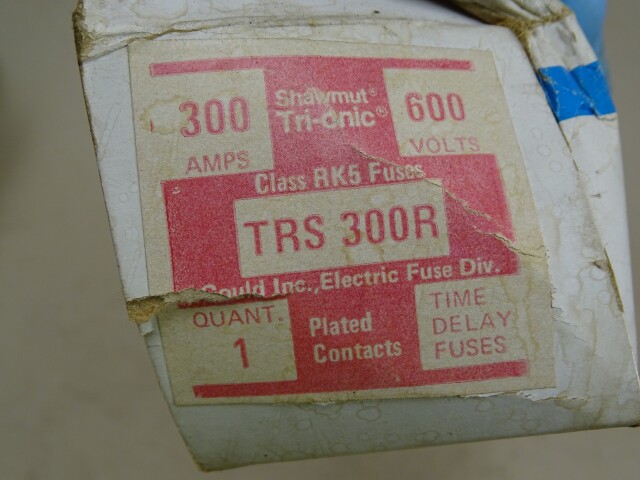 300
AMPS
Shawmut®
Tri-onic®
600
VOLTS
Class RK5 Fuses
TRS 300R
Gould Inc., Electric Fuse Div.
QUANT.
1
Plated
Contacts
TIME
DELAY
FUSES